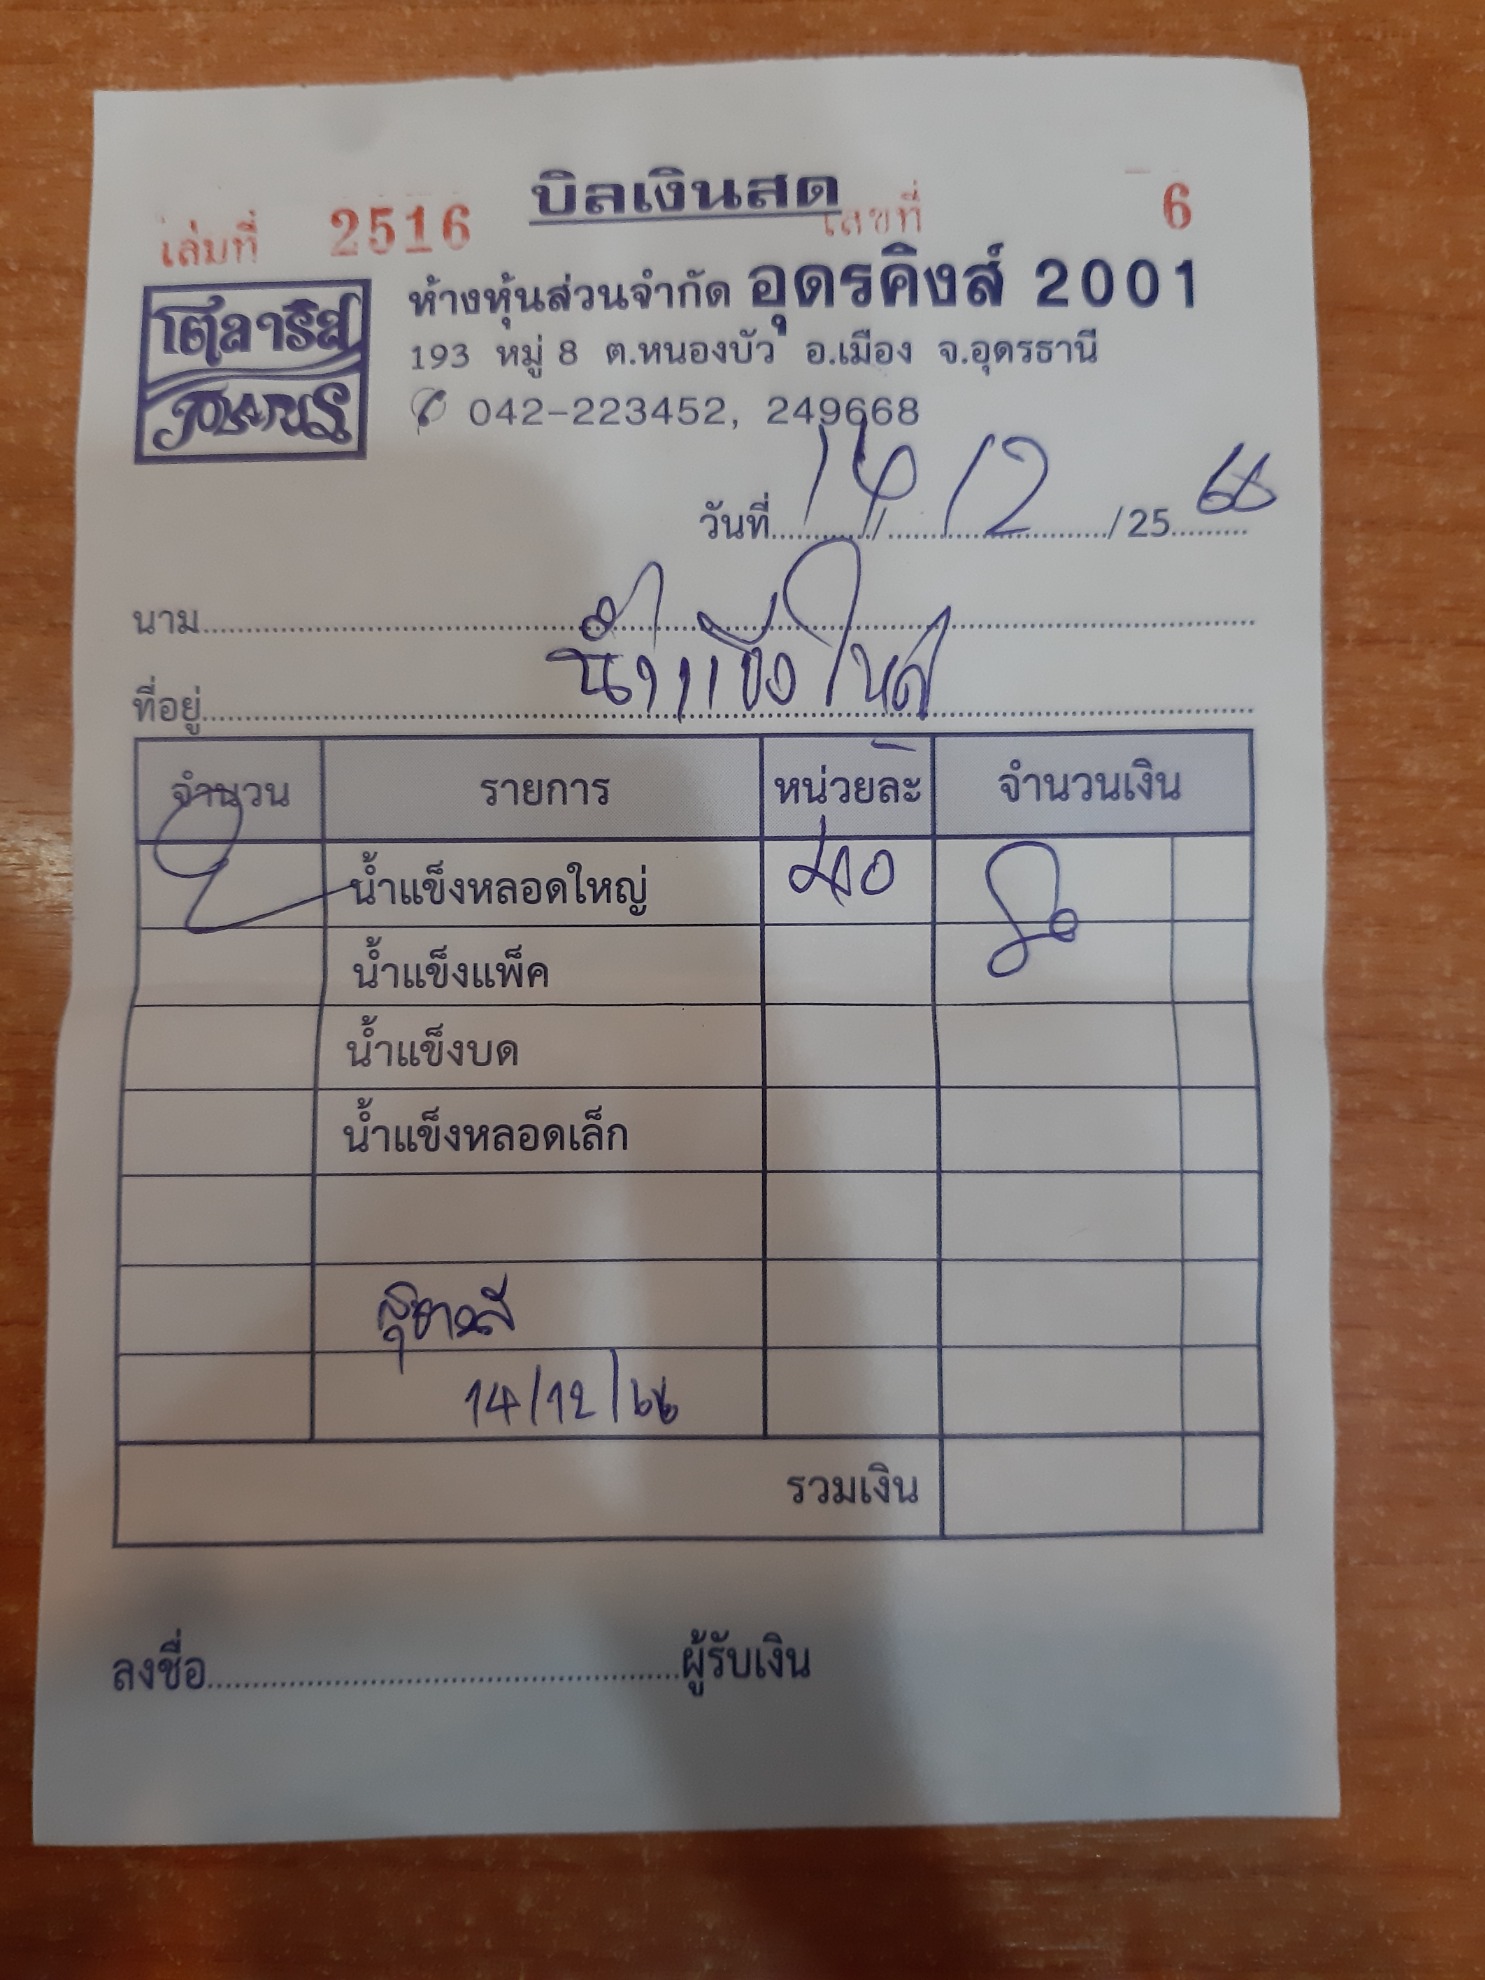 บิลเงินสด
เล่มที่ 2516 เลขที่ 6
โพลาริส
ห้างหุ้นส่วนจำกัด อุดรคิงส์ 2001
193 หมู่ 8 ต.หนองบัว อ.เมือง จ.อุดรธานี
042-223452, 249668
วันที่ 14 / 12 / 25 66
นาม
น้ำแข็ง
ที่อยู่
จำนวน รายการ หน่วยละ จำนวนเงิน
2 น้ำแข็งหลอดใหญ่ 40 80
น้ำแข็งแพ็ค
น้ำแข็งบด
น้ำแข็งหลอดเล็ก
14/12/66
รวมเงิน
ลงชื่อ ผู้รับเงิน